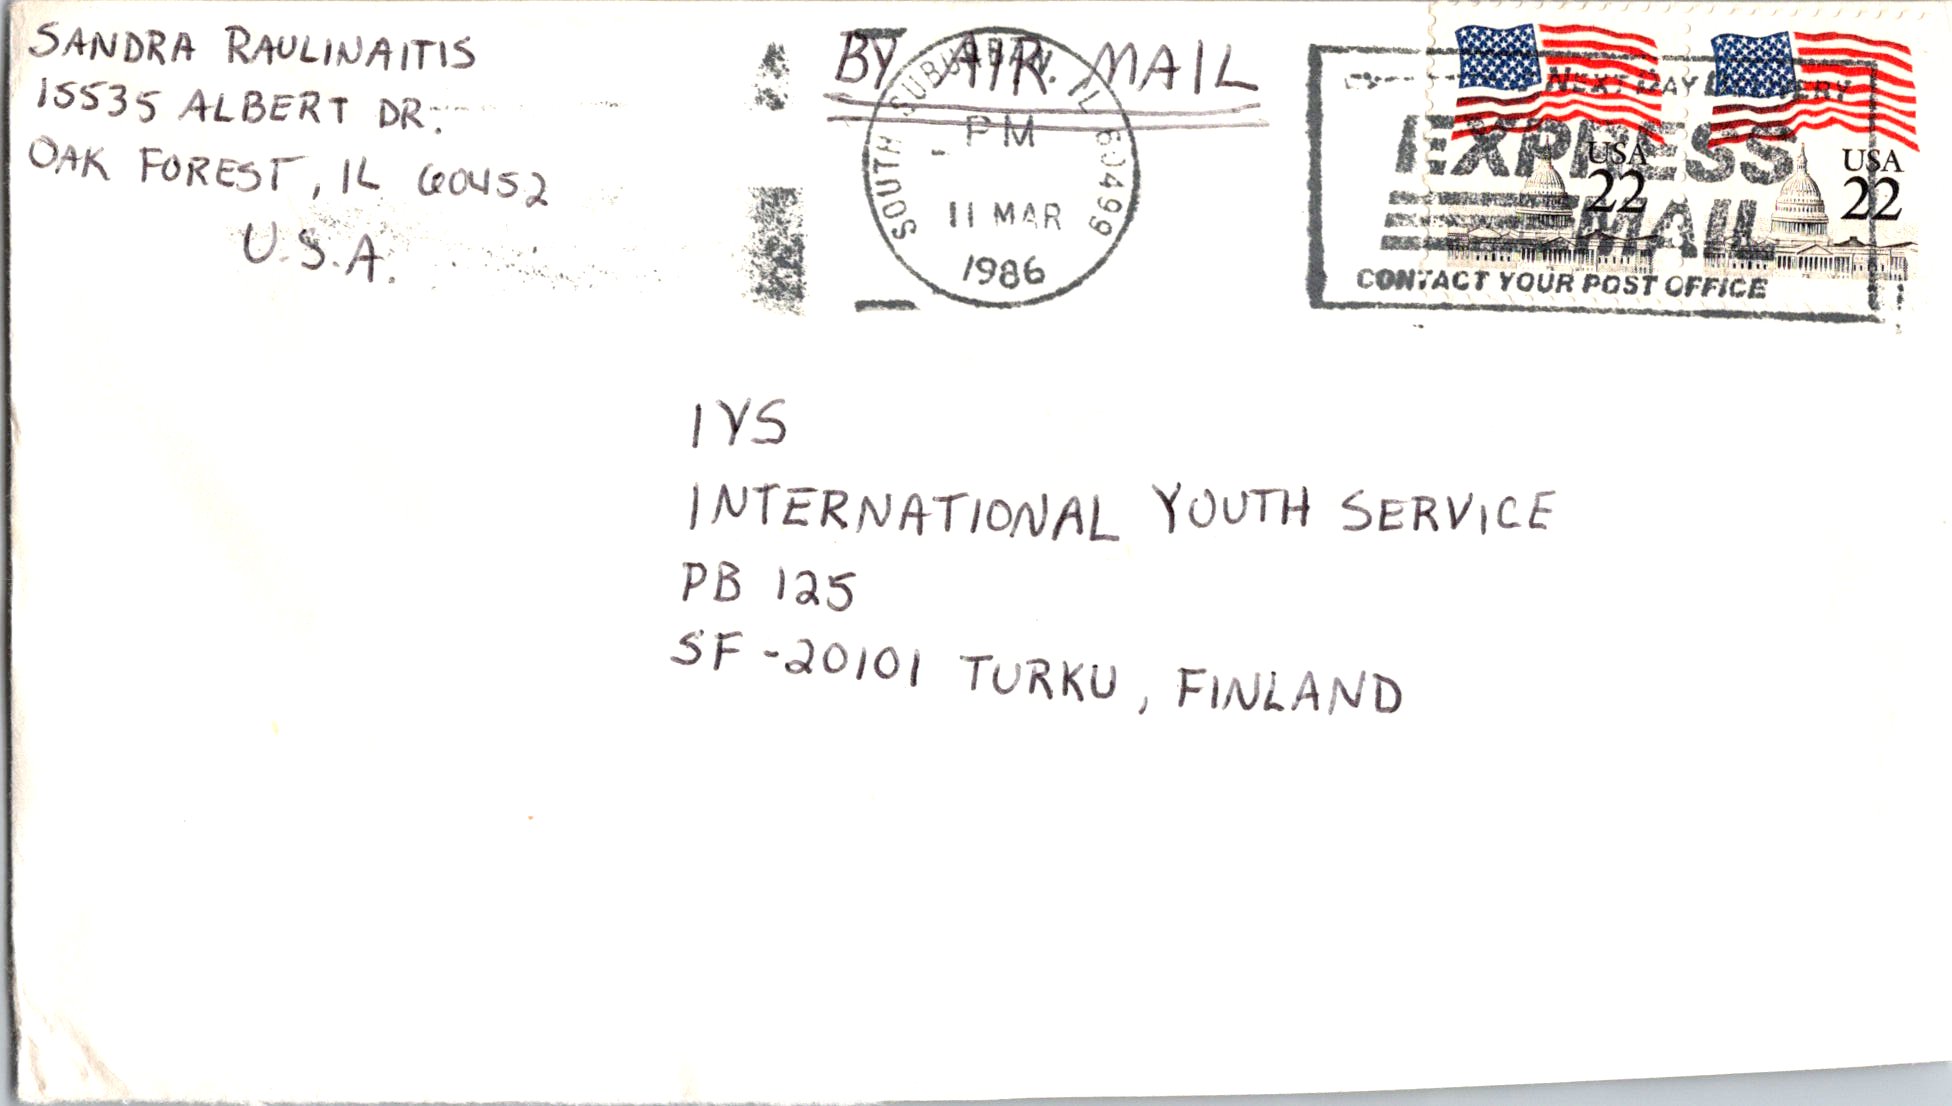 SANDRA RAULINAITIS
15535 ALBERT DR.
OAK FOREST, IL 60452
U.S.A.
BY AIR MAIL
SOUTH SUBURBAN, IL 60499
PM
11 MAR
1986
NEXT DAY DELIVERY
EXPRESS
MAIL
CONTACT YOUR POST OFFICE
USA
22
USA
22
IYS
INTERNATIONAL YOUTH SERVICE
PB 125
SF-20101 TURKU, FINLAND